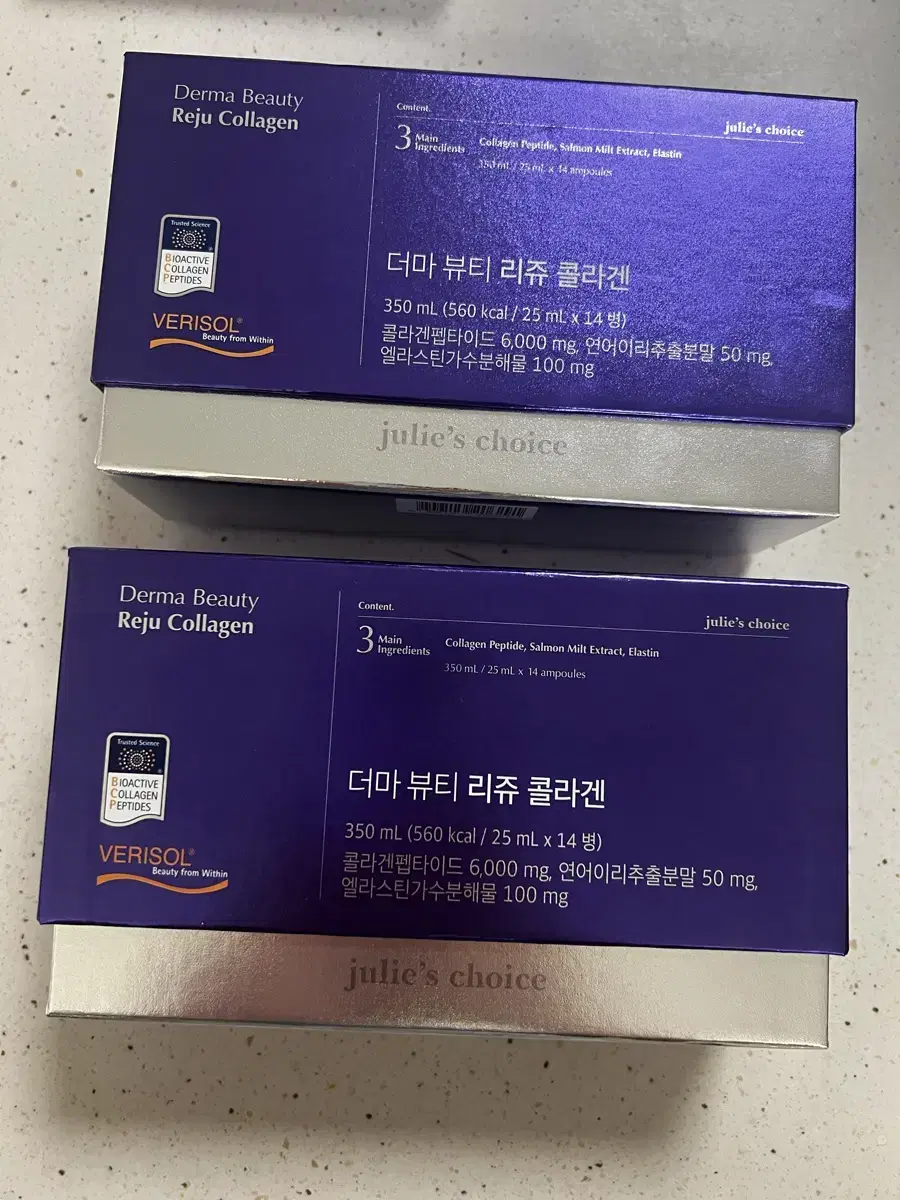 Derma Beauty
Reju Collagen
Content.
julie's choice
3 Main
Ingredients
Collagen Peptide, Salmon Milt Extract, Elastin
350 mL / 25 mL x 14 ampoules
Trusted Science
BIOACTIVE
COLLAGEN
PEPTIDES
VERISOL®
Beauty from Within
더마 뷰티 리쥬 콜라겐
350 mL (560 kcal / 25 mL x 14 병)
콜라겐펩타이드 6,000 mg, 연어이리추출분말 50 mg,
엘라스틴가수분해물 100 mg
julie's choice
Derma Beauty
Reju Collagen
Content.
julie's choice
3 Main
Ingredients
Collagen Peptide, Salmon Milt Extract, Elastin
350 mL / 25 mL x 14 ampoules
Trusted Science
BIOACTIVE
COLLAGEN
PEPTIDES
VERISOL®
Beauty from Within
더마 뷰티 리쥬 콜라겐
350 mL (560 kcal / 25 mL x 14 병)
콜라겐펩타이드 6,000 mg, 연어이리추출분말 50 mg,
엘라스틴가수분해물 100 mg
julie's choice